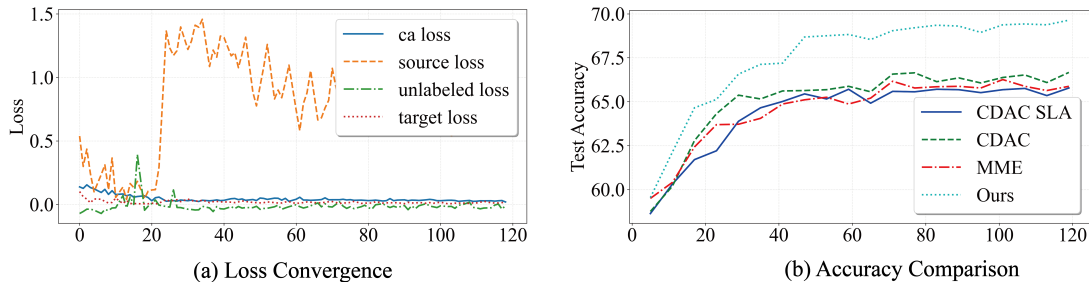 1.5
1.0
0.5
0.0
Loss
ca loss
source loss
unlabeled loss
target loss
0 20 40 60 80 100 120
(a) Loss Convergence
70.0
67.5
65.0
62.5
60.0
Test Accuracy
CDAC SLA
CDAC
MME
Ours
0 20 40 60 80 100 120
(b) Accuracy Comparison